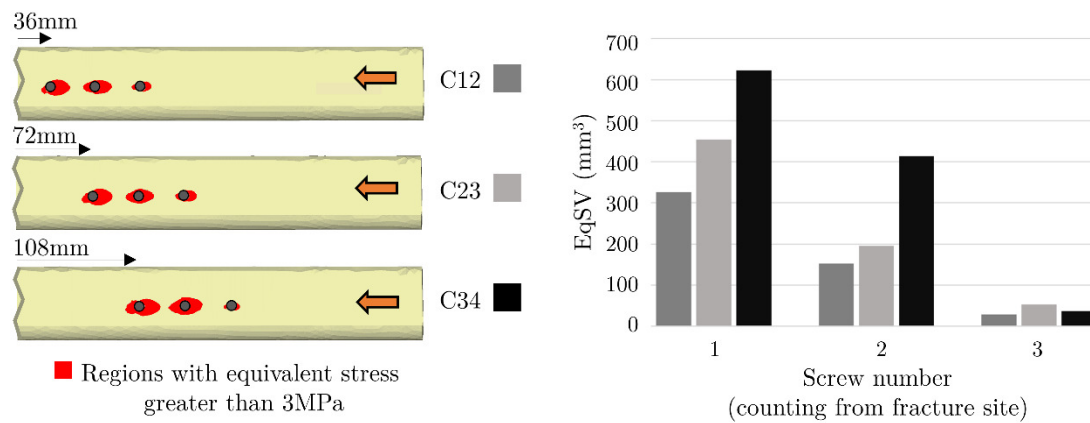 36mm
C12
72mm
C23
108mm
C34
Regions with equivalent stress
greater than 3MPa
700
600
500
400
300
200
100
0
EqSV (mm³)
1 2 3
Screw number
(counting from fracture site)